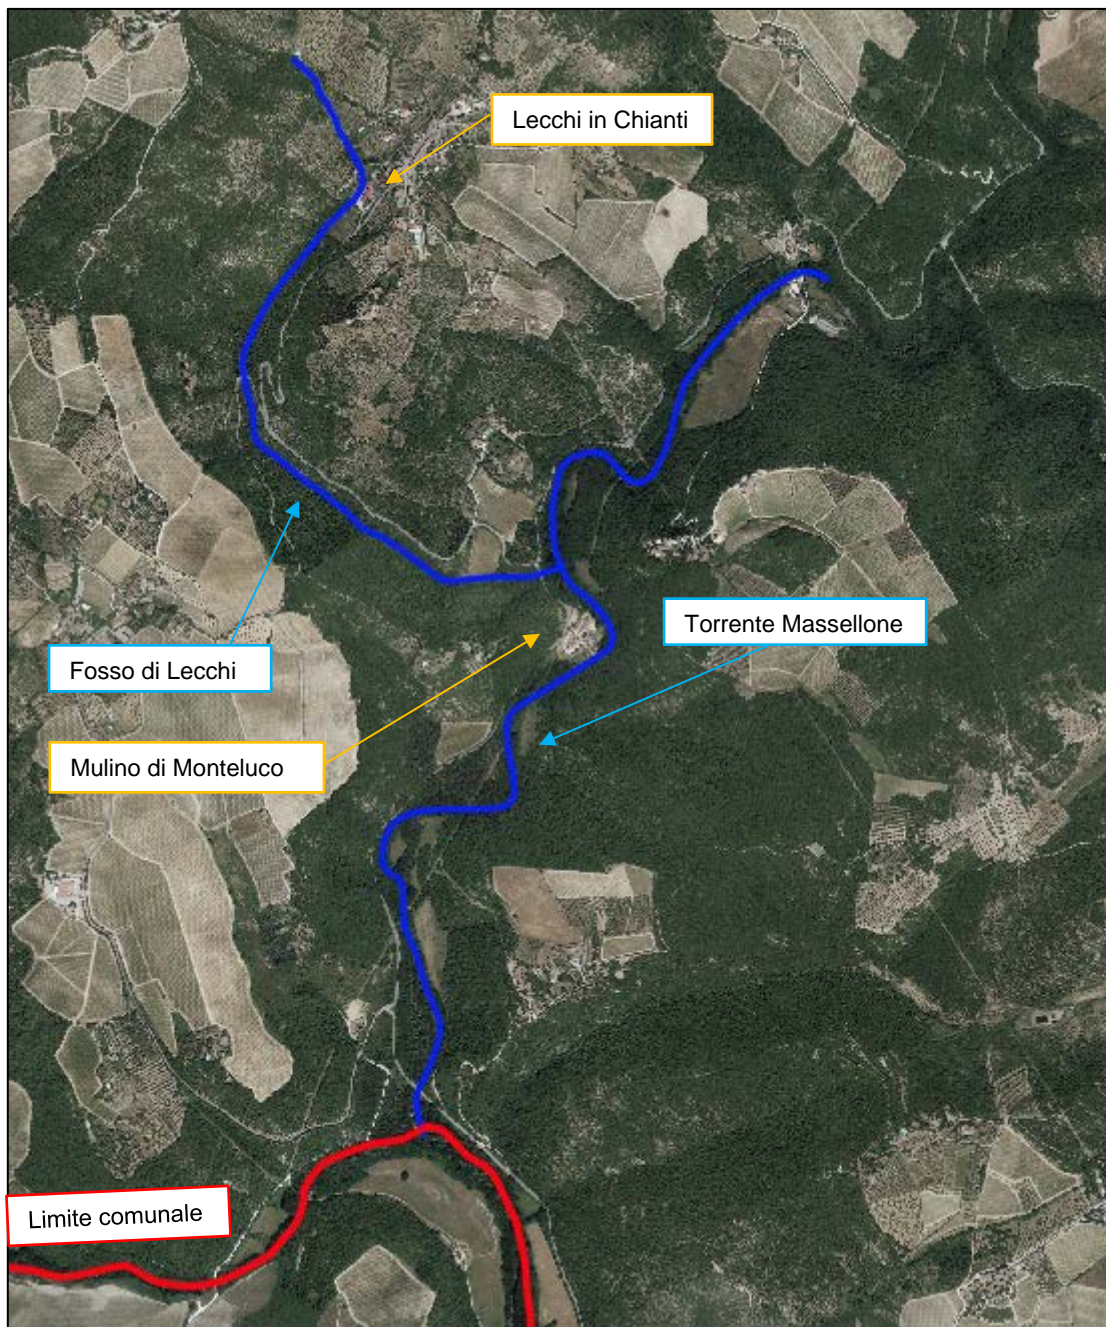 Lecchi in Chianti
Torrente Massellone
Fosso di Lecchi
Mulino di Monteluco
Limite comunale